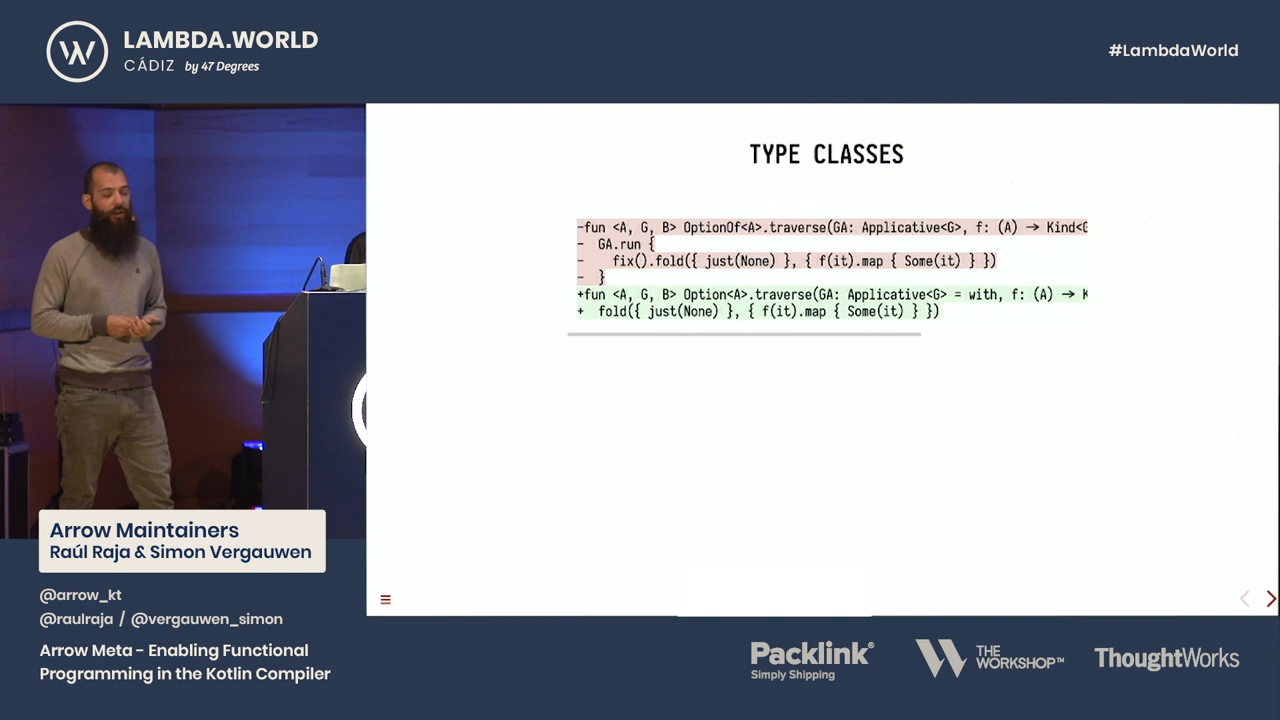 LAMBDA.WORLD
CÁDIZ by 47 Degrees
#LambdaWorld
TYPE CLASSES
-fun <A, G, B> OptionOf<A>.traverse(GA: Applicative<G>, f: (A) → Kind<G
- GA.run {
- fix().fold({ just(None) }, { f(it).map { Some(it) } })
- }
+fun <A, G, B> Option<A>.traverse(GA: Applicative<G> = with, f: (A) → K
+ fold({ just(None) }, { f(it).map { Some(it) } })
Arrow Maintainers
Raúl Raja & Simon Vergauwen
@arrow_kt
@raulraja / @vergauwen_simon
Arrow Meta - Enabling Functional
Programming in the Kotlin Compiler
Packlink®
Simply Shipping
THE
WORKSHOP™
ThoughtWorks